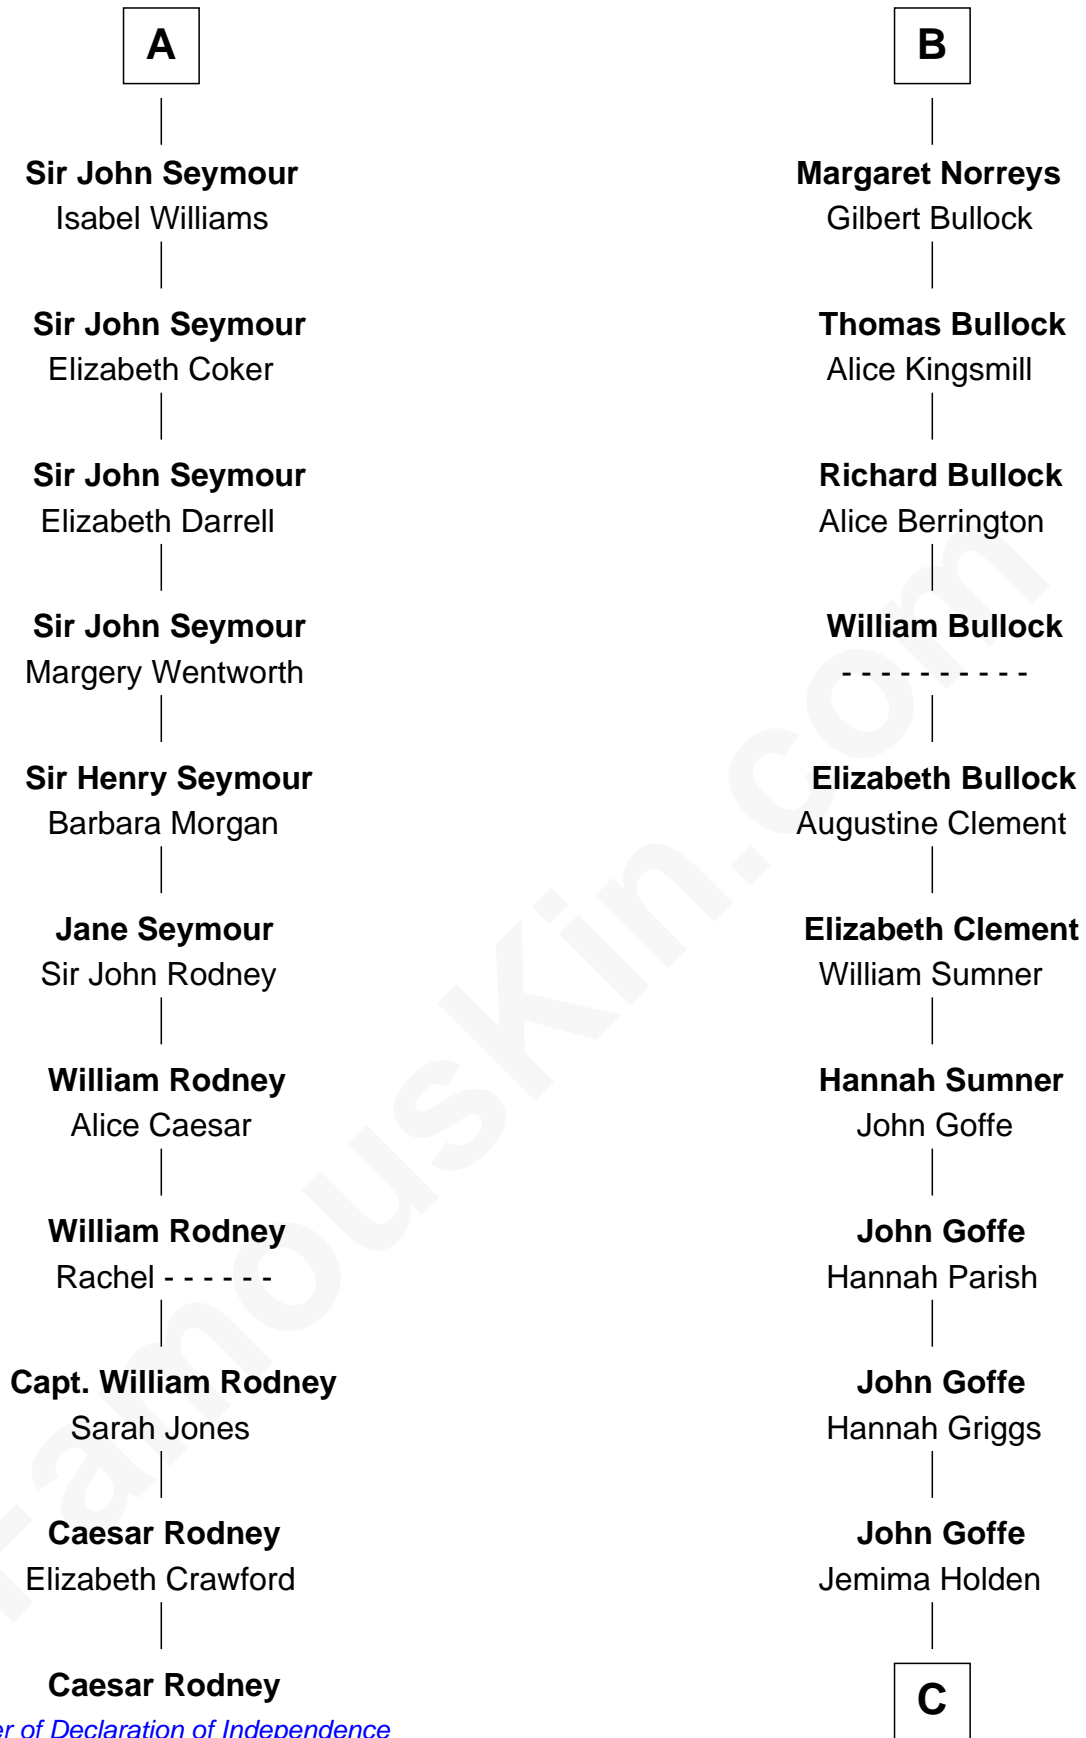 A
Sir John Seymour
Isabel Williams
Sir John Seymour
Elizabeth Coker
Sir John Seymour
Elizabeth Darrell
Sir John Seymour
Margery Wentworth
Sir Henry Seymour
Barbara Morgan
Jane Seymour
Sir John Rodney
William Rodney
Alice Caesar
William Rodney
Rachel - - - - - -
Capt. William Rodney
Sarah Jones
Caesar Rodney
Elizabeth Crawford
Caesar Rodney
er of Declaration of Independence
B
Margaret Norreys
Gilbert Bullock
Thomas Bullock
Alice Kingsmill
Richard Bullock
Alice Berrington
William Bullock
- - - - - - - - - -
Elizabeth Bullock
Augustine Clement
Elizabeth Clement
William Sumner
Hannah Sumner
John Goffe
John Goffe
Hannah Parish
John Goffe
Hannah Griggs
John Goffe
Jemima Holden
C
FamousKin.com